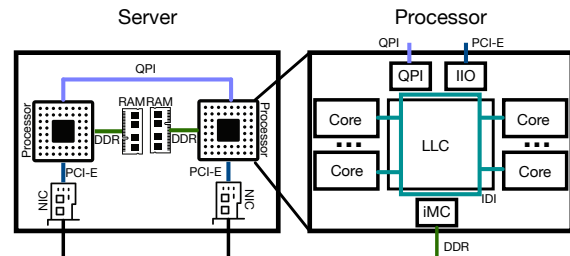 Server
Processor
QPI
Processor
RAM
RAM
Processor
DDR
DDR
PCI-E
PCI-E
NIC
NIC
QPI
PCI-E
QPI
IIO
Core
Core
...
LLC
...
Core
Core
IDI
iMC
DDR